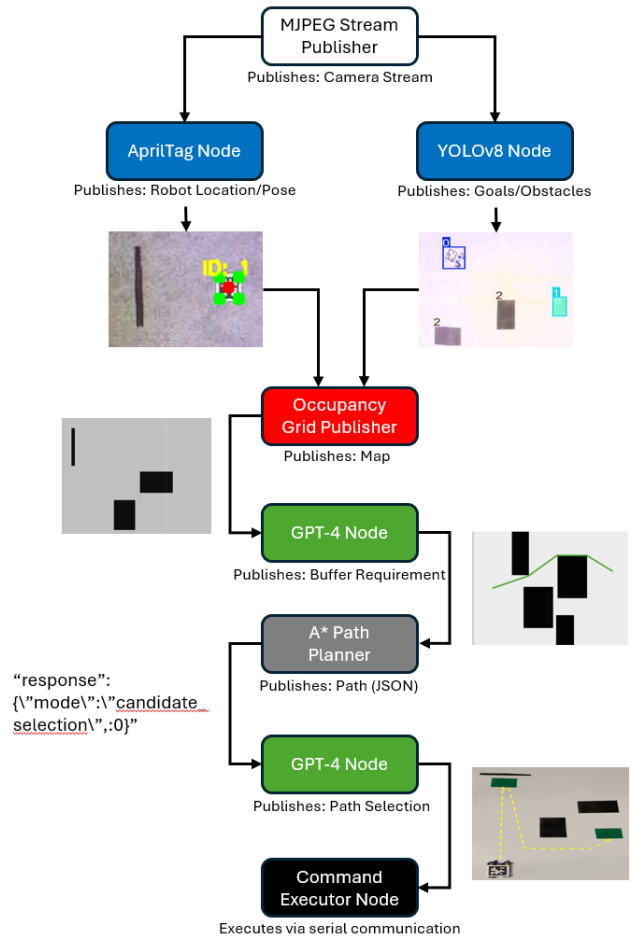 MJPEG Stream
Publisher
Publishes: Camera Stream
AprilTag Node
Publishes: Robot Location/Pose
YOLOv8 Node
Publishes: Goals/Obstacles
ID: 1
0
1
2
2
Occupancy
Grid Publisher
Publishes: Map
GPT-4 Node
Publishes: Buffer Requirement
A* Path
Planner
Publishes: Path (JSON)
“response”:
{\”mode\”:\”candidate_
selection\”,:0}”
GPT-4 Node
Publishes: Path Selection
Command
Executor Node
Executes via serial communication